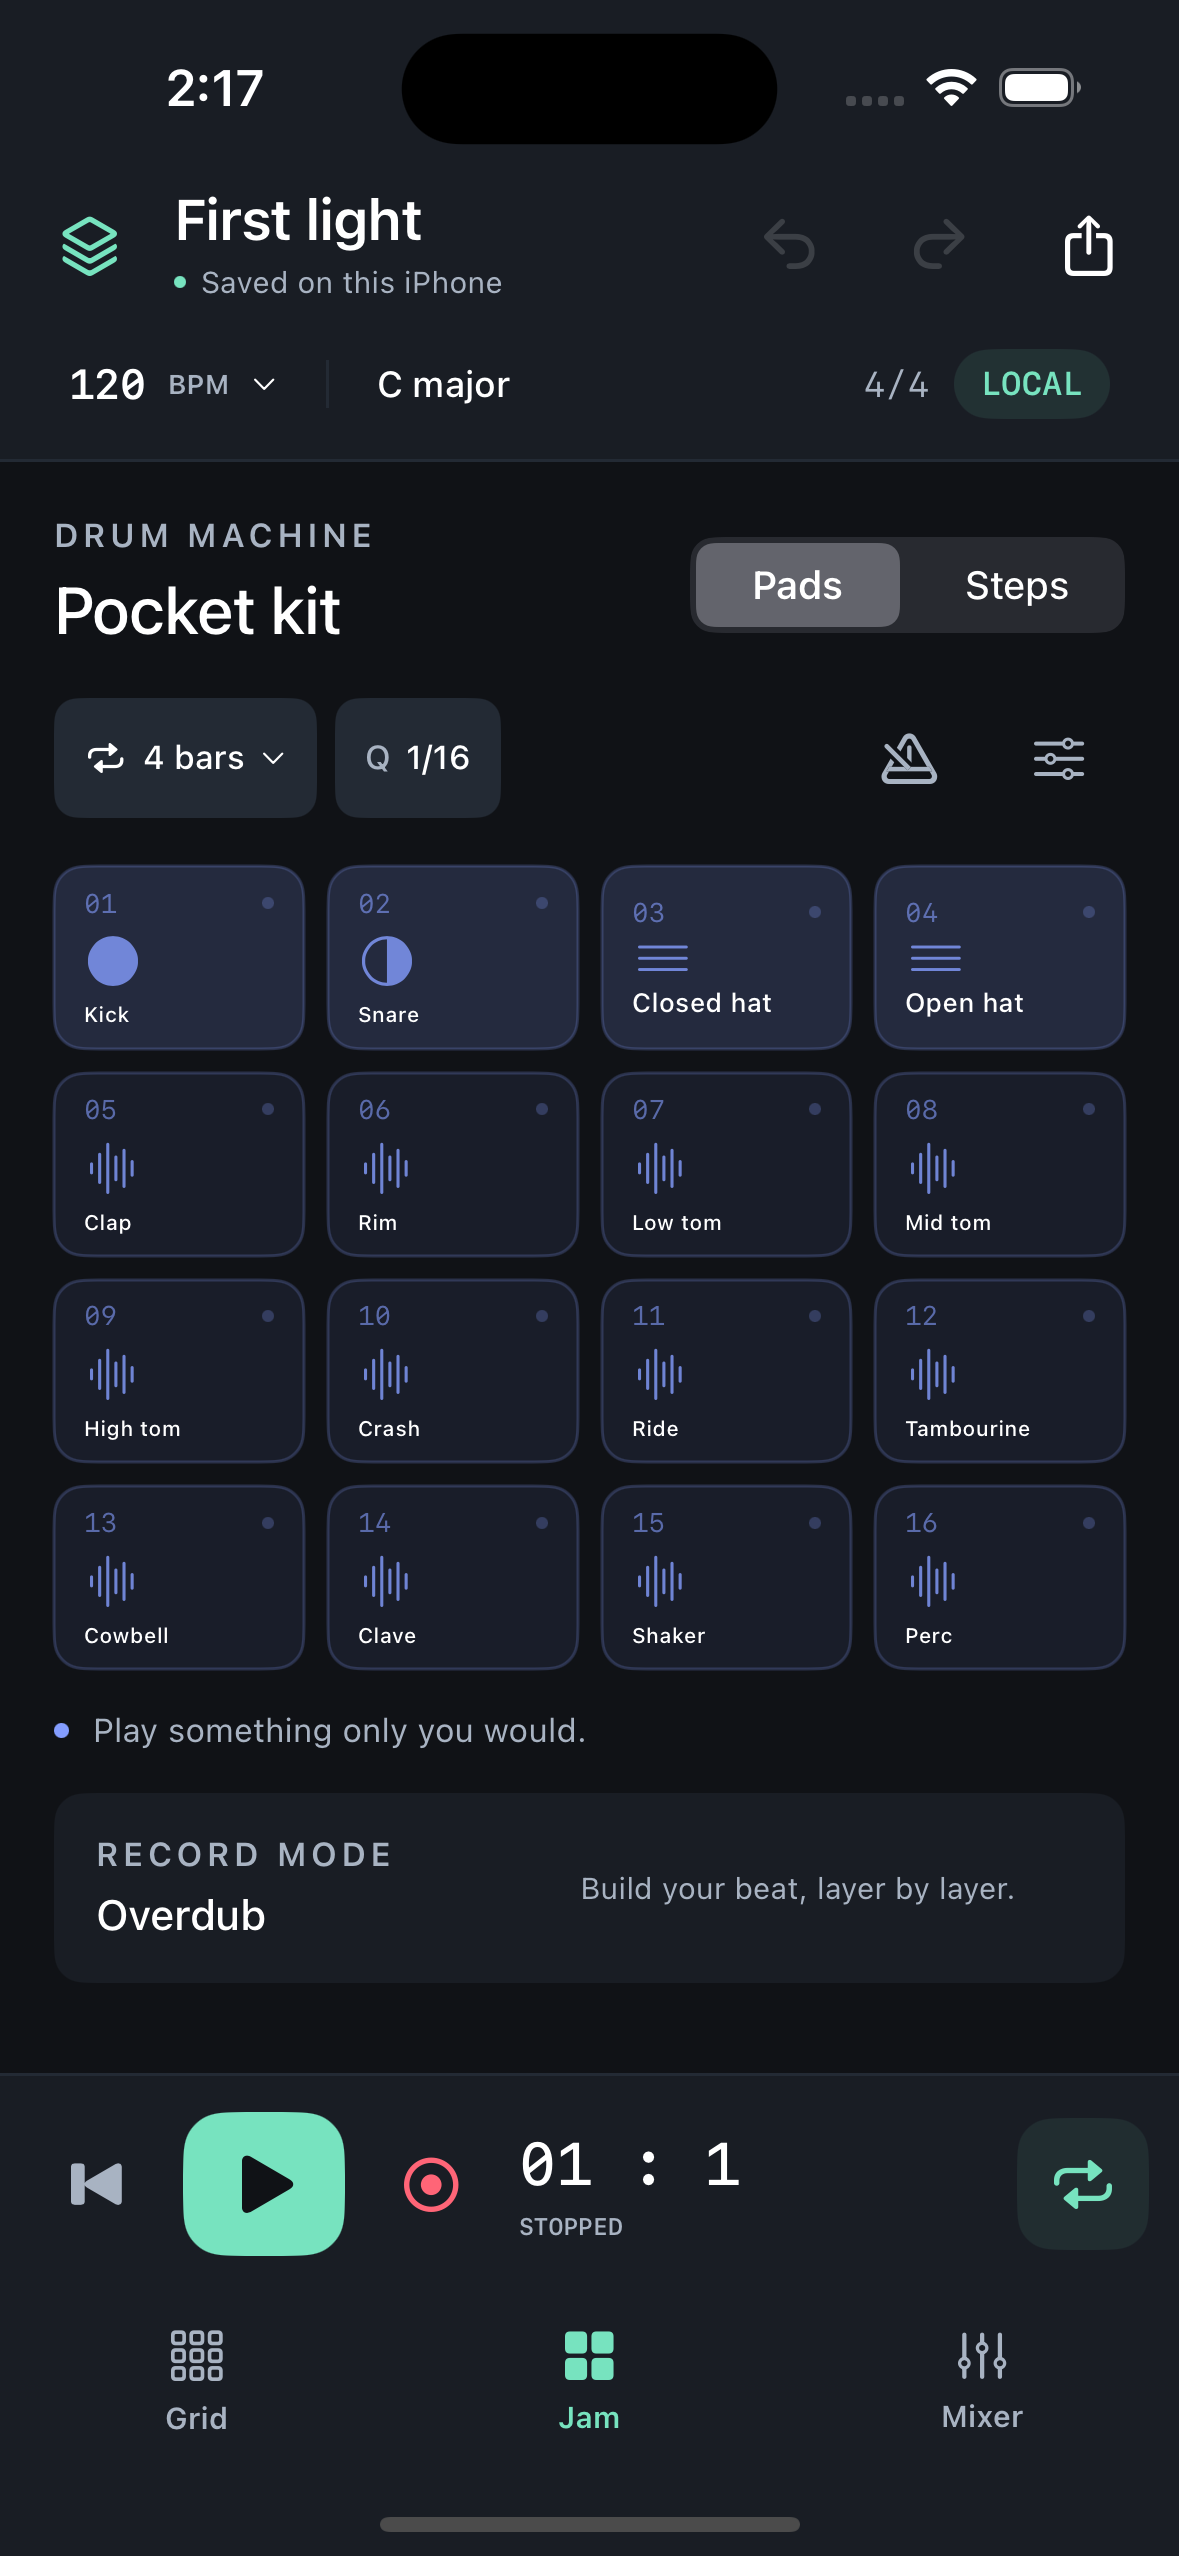 2:17
First light
Saved on this iPhone
120 BPM
C major
4/4
LOCAL
DRUM MACHINE
Pocket kit
Pads
Steps
4 bars
Q 1/16
01
Kick
02
Snare
03
Closed hat
04
Open hat
05
Clap
06
Rim
07
Low tom
08
Mid tom
09
High tom
10
Crash
11
Ride
12
Tambourine
13
Cowbell
14
Clave
15
Shaker
16
Perc
Play something only you would.
RECORD MODE
Overdub
Build your beat, layer by layer.
01 : 1
STOPPED
Grid
Jam
Mixer